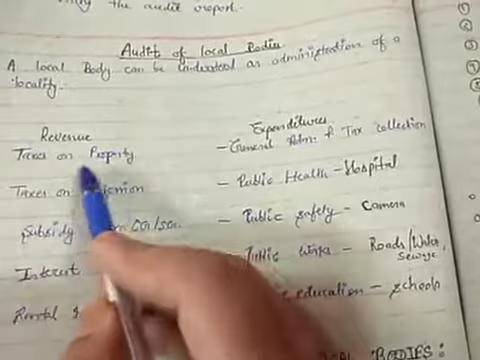 the audit report.
Audit of local Bodies
A local Body can be understood as administration of a
locality.
Revenue
Taxes on Property
Taxes on
Subsidy
Interest
Rental
Expenditures
- General Adm. & Tax collection
- Public Health - Hospital
- Public safety - Camera
Public works - Roads/Water,
Sewage
education - schools
BODIES: